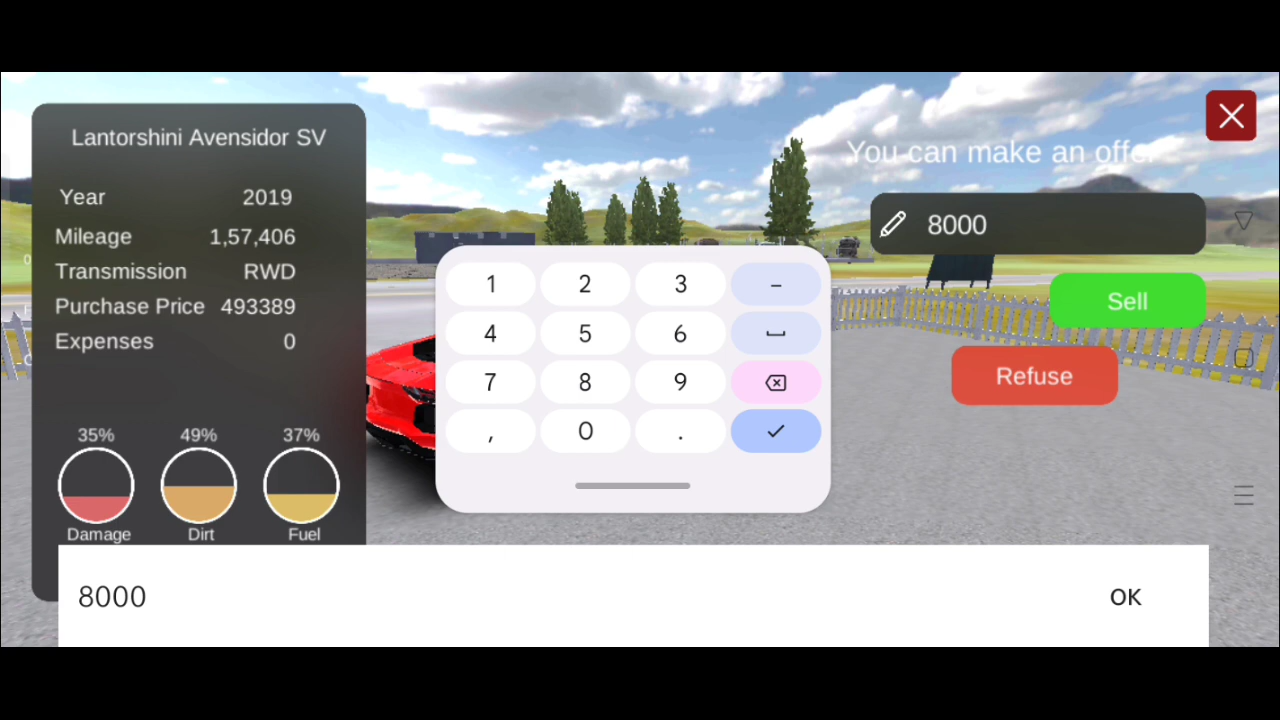 Lantorshini Avensidor SV
Year 2019
Mileage 1,57,406
Transmission RWD
Purchase Price 493389
Expenses 0
35% 49% 37%
Damage Dirt Fuel
You can make an offer
8000
Sell
Refuse
1 2 3 –
4 5 6
7 8 9
, 0 .
8000
OK